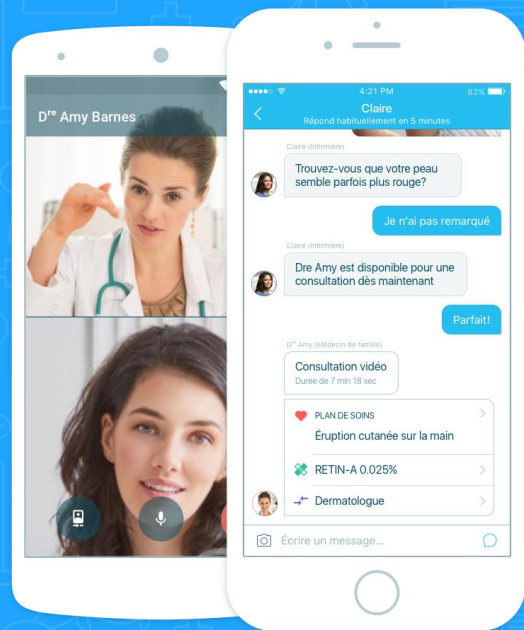 Dʳᵉ Amy Barnes
4:21 PM
82%
Claire
Répond habituellement en 5 minutes
Claire (Infirmière)
Trouvez-vous que votre peau
semble parfois plus rouge?
Je n'ai pas remarqué
Claire (Infirmière)
Dre Amy est disponible pour une
consultation dès maintenant
Parfait!
Dʳᵉ Amy (Médecin de famille)
Consultation vidéo
Durée de 7 min 18 sec
PLAN DE SOINS
Éruption cutanée sur la main
RETIN-A 0.025%
Dermatologue
Écrire un message...